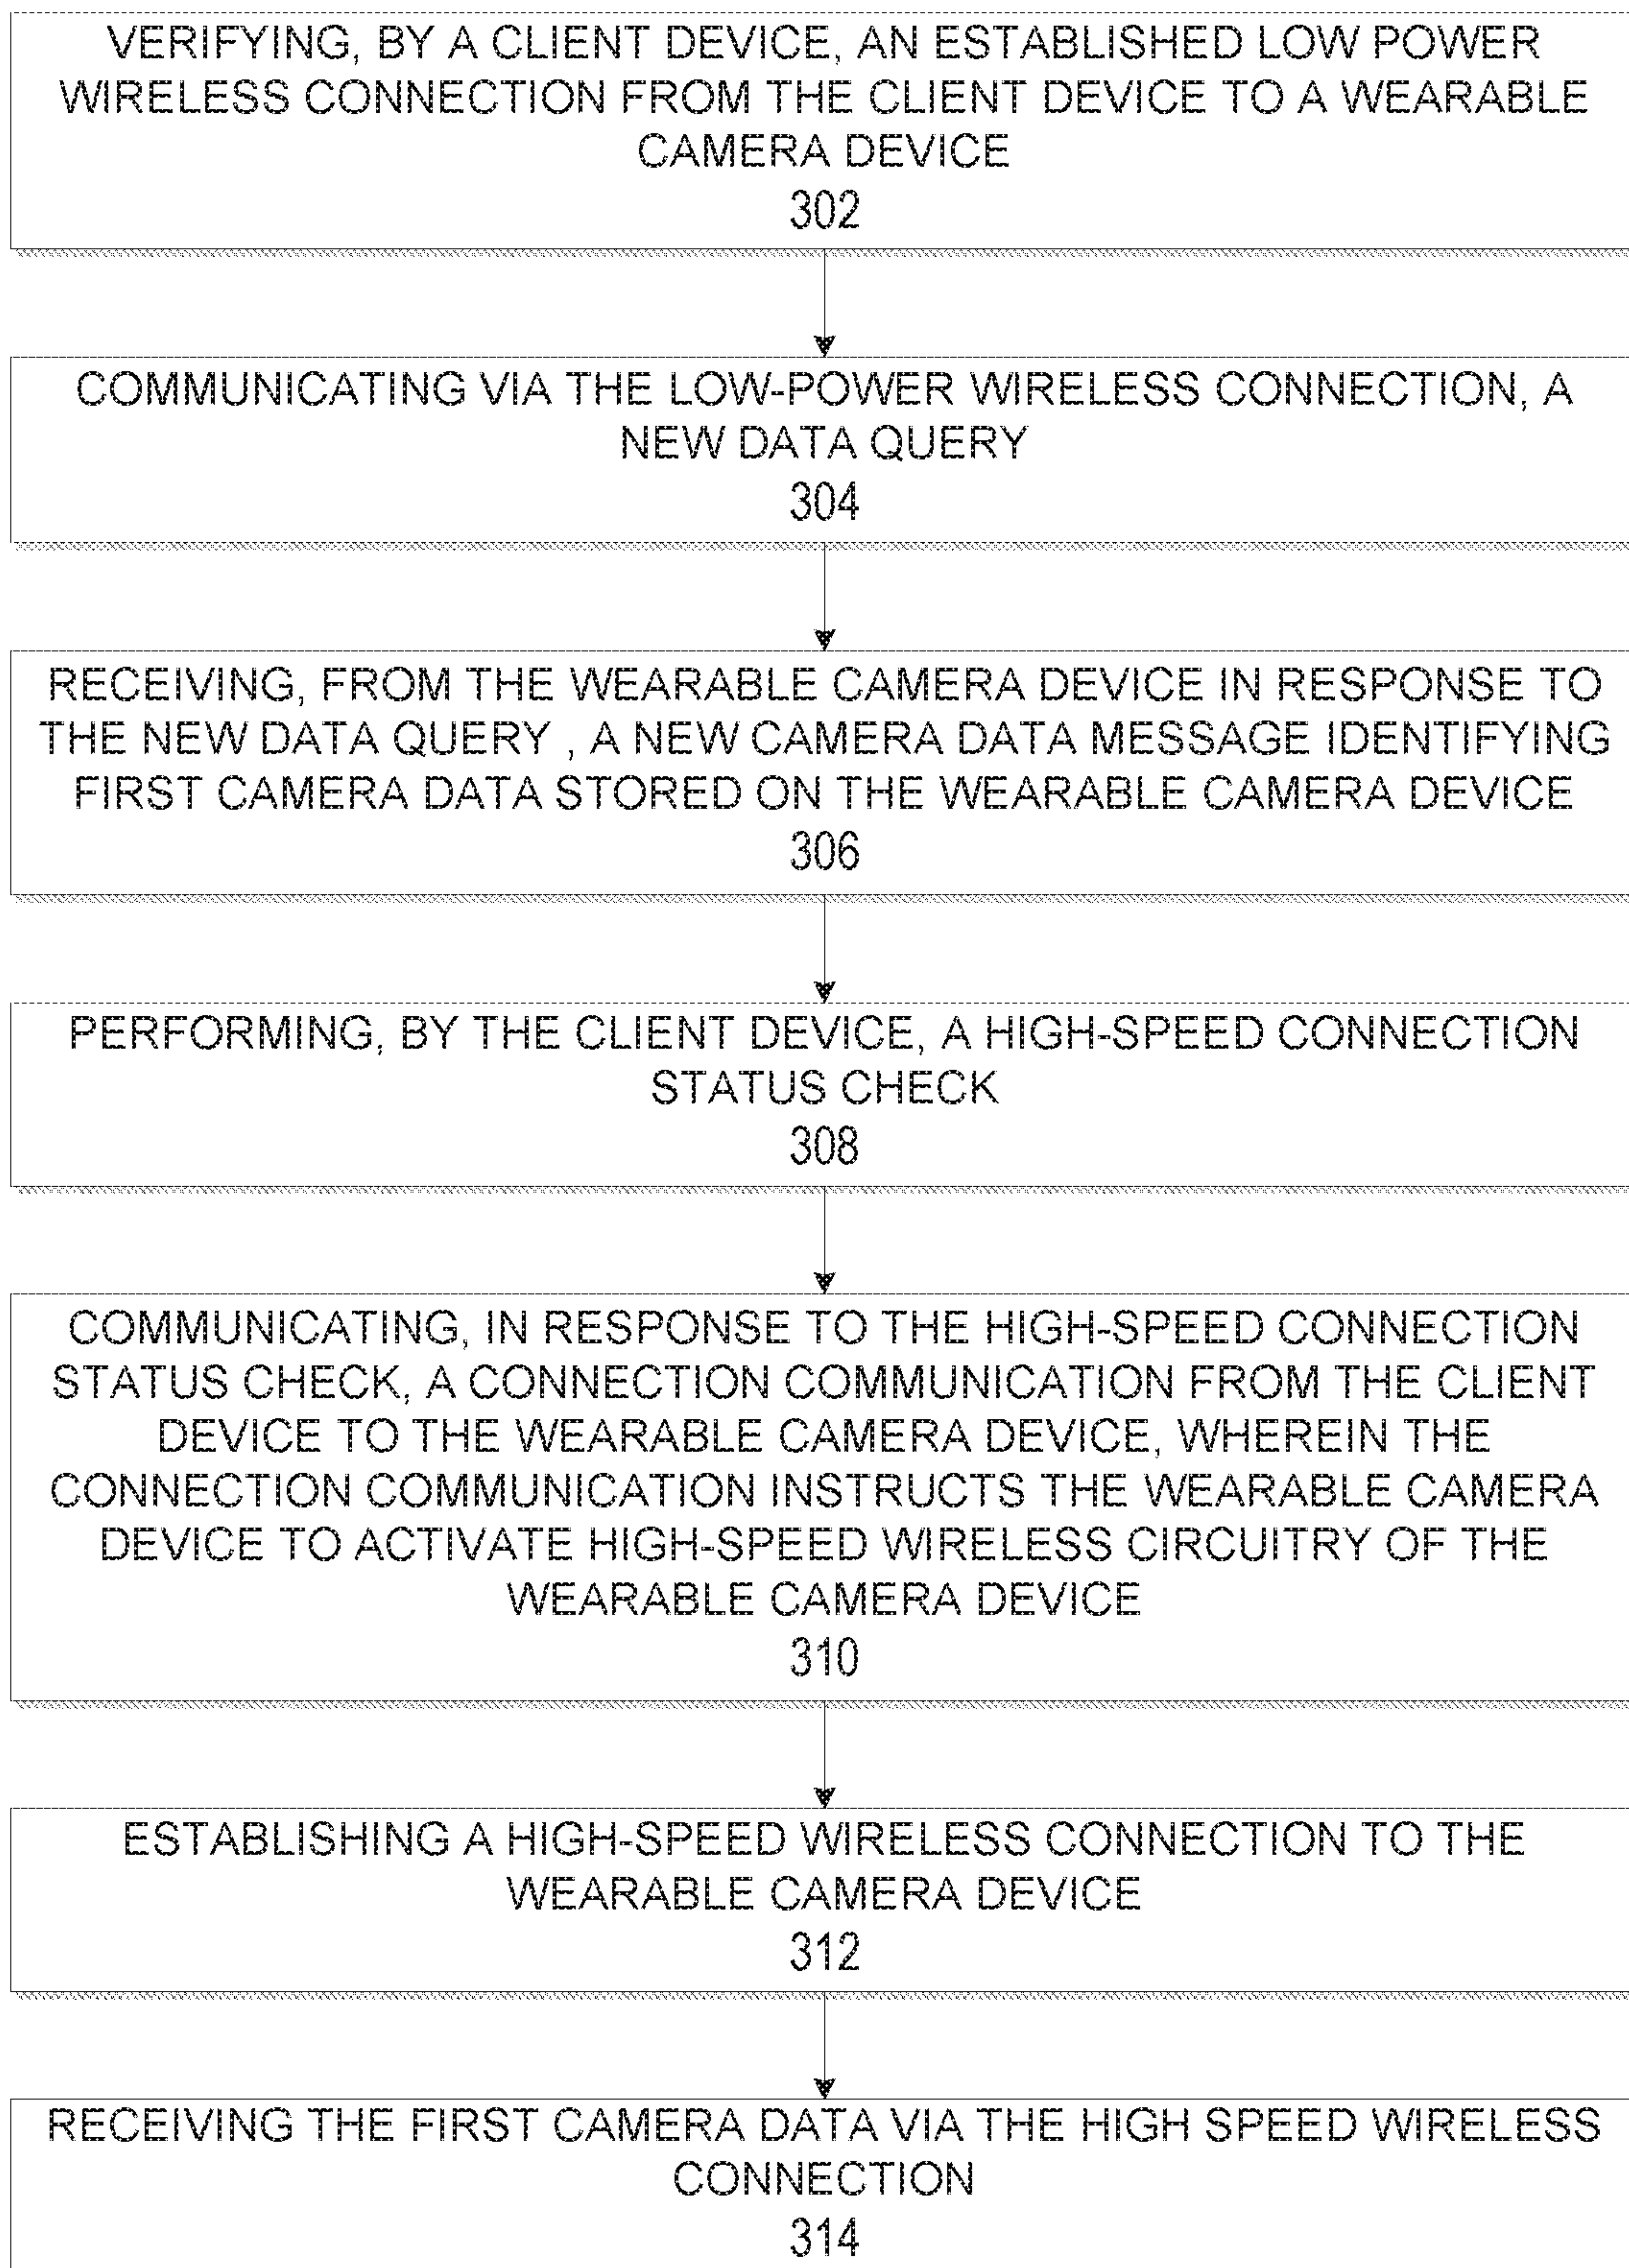 VERIFYING, BY A CLIENT DEVICE, AN ESTABLISHED LOW POWER
WIRELESS CONNECTION FROM THE CLIENT DEVICE TO A WEARABLE
CAMERA DEVICE
302
COMMUNICATING VIA THE LOW-POWER WIRELESS CONNECTION, A
NEW DATA QUERY
304
RECEIVING, FROM THE WEARABLE CAMERA DEVICE IN RESPONSE TO
THE NEW DATA QUERY , A NEW CAMERA DATA MESSAGE IDENTIFYING
FIRST CAMERA DATA STORED ON THE WEARABLE CAMERA DEVICE
306
PERFORMING, BY THE CLIENT DEVICE, A HIGH-SPEED CONNECTION
STATUS CHECK
308
COMMUNICATING, IN RESPONSE TO THE HIGH-SPEED CONNECTION
STATUS CHECK, A CONNECTION COMMUNICATION FROM THE CLIENT
DEVICE TO THE WEARABLE CAMERA DEVICE, WHEREIN THE
CONNECTION COMMUNICATION INSTRUCTS THE WEARABLE CAMERA
DEVICE TO ACTIVATE HIGH-SPEED WIRELESS CIRCUITRY OF THE
WEARABLE CAMERA DEVICE
310
ESTABLISHING A HIGH-SPEED WIRELESS CONNECTION TO THE
WEARABLE CAMERA DEVICE
312
RECEIVING THE FIRST CAMERA DATA VIA THE HIGH SPEED WIRELESS
CONNECTION
314